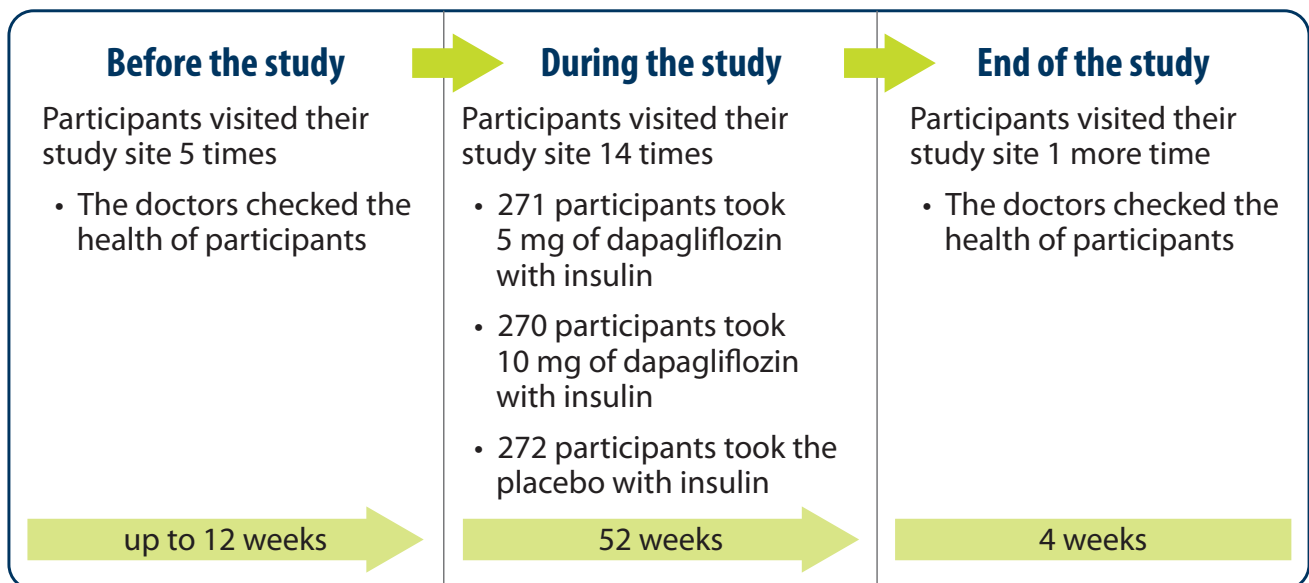 Before the study
Participants visited their
study site 5 times
• The doctors checked the
health of participants
up to 12 weeks
During the study
Participants visited their
study site 14 times
• 271 participants took
5 mg of dapagliflozin
with insulin
• 270 participants took
10 mg of dapagliflozin
with insulin
• 272 participants took the
placebo with insulin
52 weeks
End of the study
Participants visited their
study site 1 more time
• The doctors checked the
health of participants
4 weeks